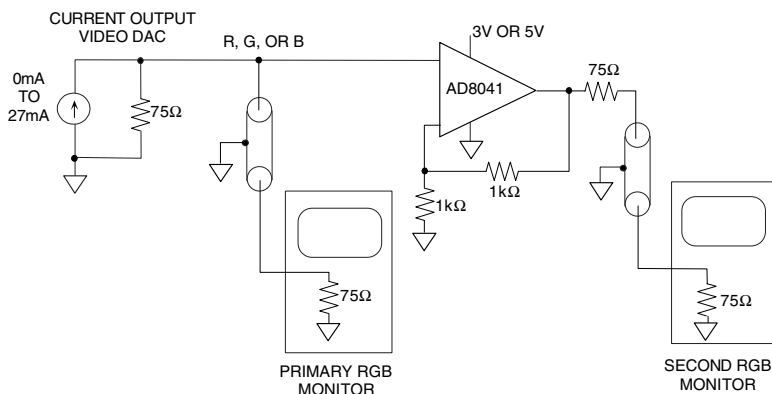 CURRENT OUTPUT
VIDEO DAC
R, G, OR B
3V OR 5V
0mA
TO
27mA
75Ω
AD8041
75Ω
1kΩ
1kΩ
75Ω
PRIMARY RGB
MONITOR
75Ω
SECOND RGB
MONITOR